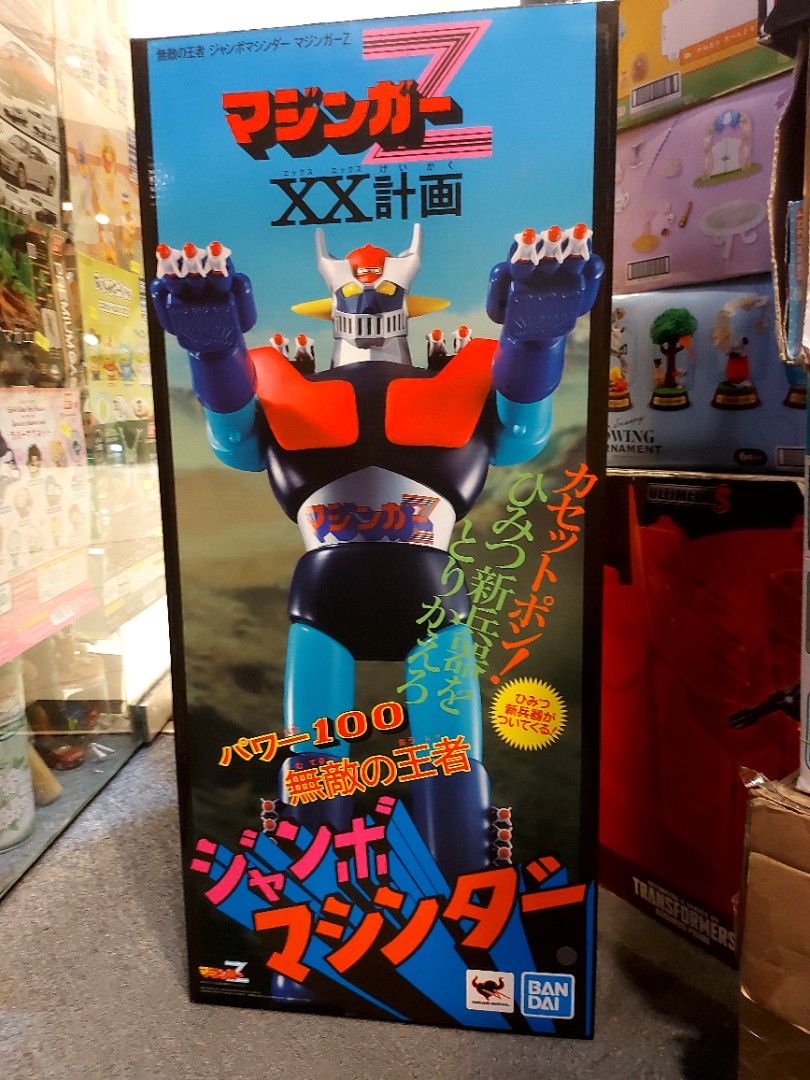 無敵の王者 ジャンボマシンダー マジンガーZ
マジンガーZ
エックス エックス けいかく
XX計画
マジンガーZ
カセットポン!
ひみつ新兵器を
とりかえろ
ひみつ
新兵器が
ついてくる!
パワー100
無敵の王者
ジャンボ
マシンダー
マジンガーZ
BAN
DAI
WING
RNAMENT
TRANSFORMERS